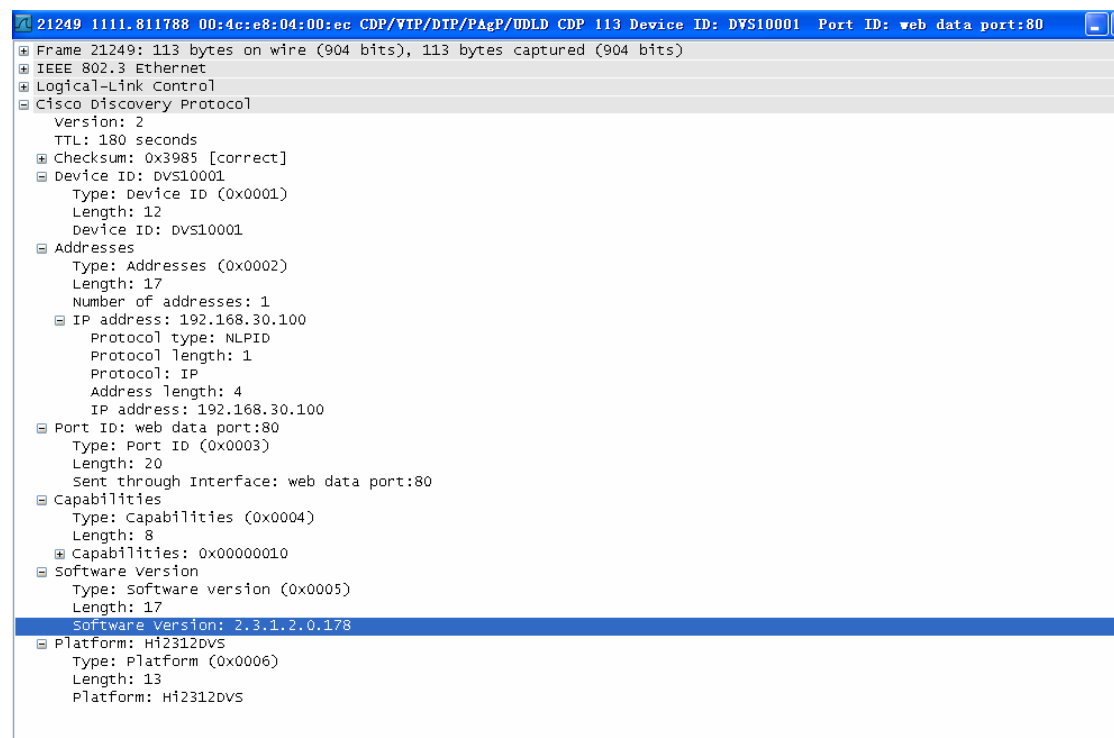 21249 1111.811788 00:4c:e8:04:00:ec CDP/VTP/DTP/PAgP/UDLD CDP 113 Device ID: DVS10001 Port ID: web data port:80
Frame 21249: 113 bytes on wire (904 bits), 113 bytes captured (904 bits)
IEEE 802.3 Ethernet
Logical-Link Control
Cisco Discovery Protocol
Version: 2
TTL: 180 seconds
Checksum: 0x3985 [correct]
Device ID: DVS10001
Type: Device ID (0x0001)
Length: 12
Device ID: DVS10001
Addresses
Type: Addresses (0x0002)
Length: 17
Number of addresses: 1
IP address: 192.168.30.100
Protocol type: NLPID
Protocol length: 1
Protocol: IP
Address length: 4
IP address: 192.168.30.100
Port ID: web data port:80
Type: Port ID (0x0003)
Length: 20
Sent through Interface: web data port:80
Capabilities
Type: Capabilities (0x0004)
Length: 8
Capabilities: 0x00000010
Software Version
Type: Software version (0x0005)
Length: 17
Software Version: 2.3.1.2.0.178
Platform: Hi2312DVS
Type: Platform (0x0006)
Length: 13
Platform: Hi2312DVS